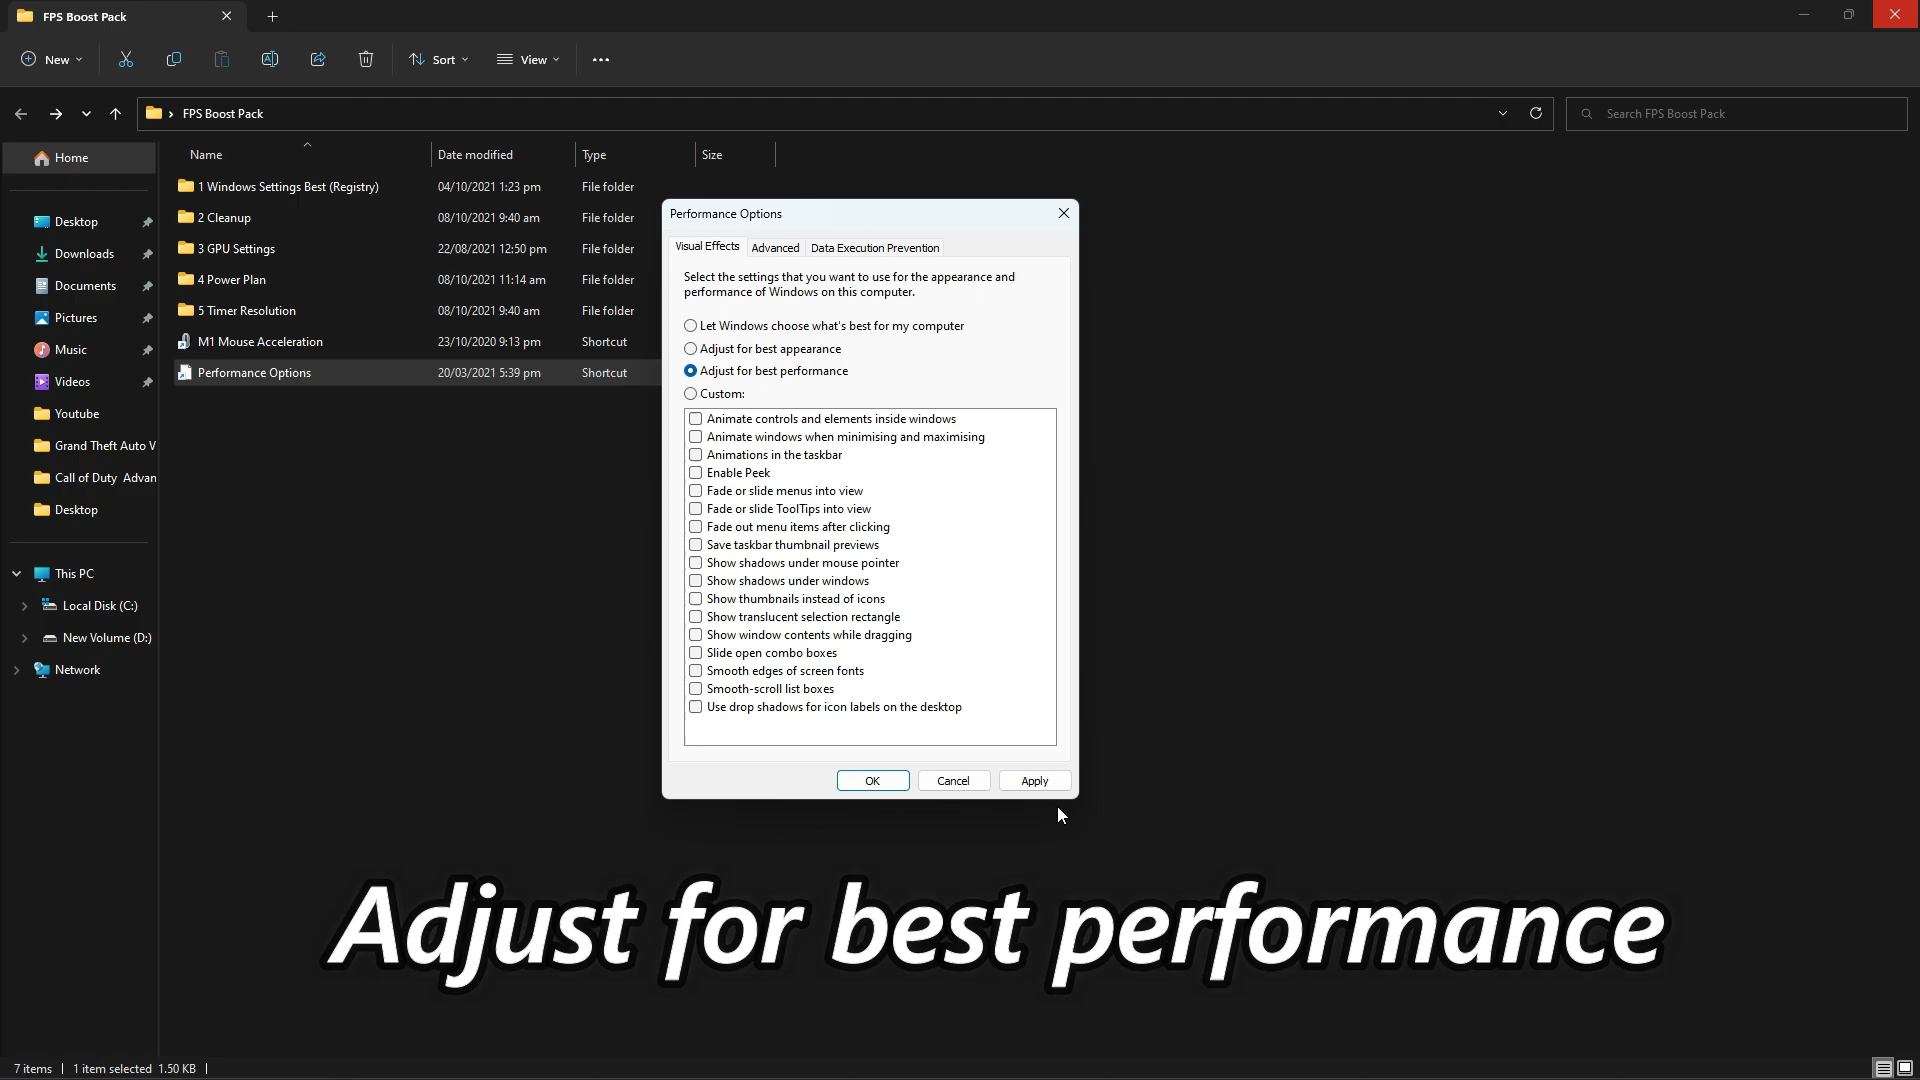 FPS Boost Pack
New
Sort
View
FPS Boost Pack
Search FPS Boost Pack
Home
Desktop
Downloads
Documents
Pictures
Music
Videos
Youtube
Grand Theft Auto V
Call of Duty Advan
Desktop
This PC
Local Disk (C:)
New Volume (D:)
Network
Name Date modified Type Size
1 Windows Settings Best (Registry) 04/10/2021 1:23 pm File folder
2 Cleanup 08/10/2021 9:40 am File folder
3 GPU Settings 22/08/2021 12:50 pm File folder
4 Power Plan 08/10/2021 11:14 am File folder
5 Timer Resolution 08/10/2021 9:40 am File folder
M1 Mouse Acceleration 23/10/2020 9:13 pm Shortcut
Performance Options 20/03/2021 5:39 pm Shortcut
Performance Options
Visual Effects Advanced Data Execution Prevention
Select the settings that you want to use for the appearance and
performance of Windows on this computer.
Let Windows choose what's best for my computer
Adjust for best appearance
Adjust for best performance
Custom:
Animate controls and elements inside windows
Animate windows when minimising and maximising
Animations in the taskbar
Enable Peek
Fade or slide menus into view
Fade or slide ToolTips into view
Fade out menu items after clicking
Save taskbar thumbnail previews
Show shadows under mouse pointer
Show shadows under windows
Show thumbnails instead of icons
Show translucent selection rectangle
Show window contents while dragging
Slide open combo boxes
Smooth edges of screen fonts
Smooth-scroll list boxes
Use drop shadows for icon labels on the desktop
OK Cancel Apply
Adjust for best performance
7 items 1 item selected 1.50 KB